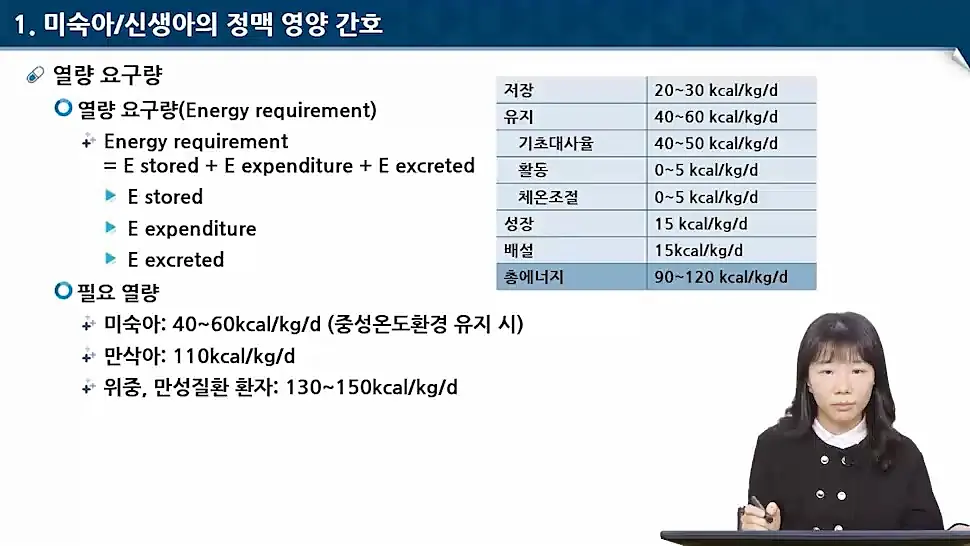 1. 미숙아/신생아의 정맥 영양 간호
열량 요구량
열량 요구량(Energy requirement)
Energy requirement
= E stored + E expenditure + E excreted
E stored
E expenditure
E excreted
필요 열량
미숙아: 40~60kcal/kg/d (중성온도환경 유지 시)
만삭아: 110kcal/kg/d
위중, 만성질환 환자: 130~150kcal/kg/d
저장 20~30 kcal/kg/d
유지 40~60 kcal/kg/d
기초대사율 40~50 kcal/kg/d
활동 0~5 kcal/kg/d
체온조절 0~5 kcal/kg/d
성장 15 kcal/kg/d
배설 15kcal/kg/d
총에너지 90~120 kcal/kg/d